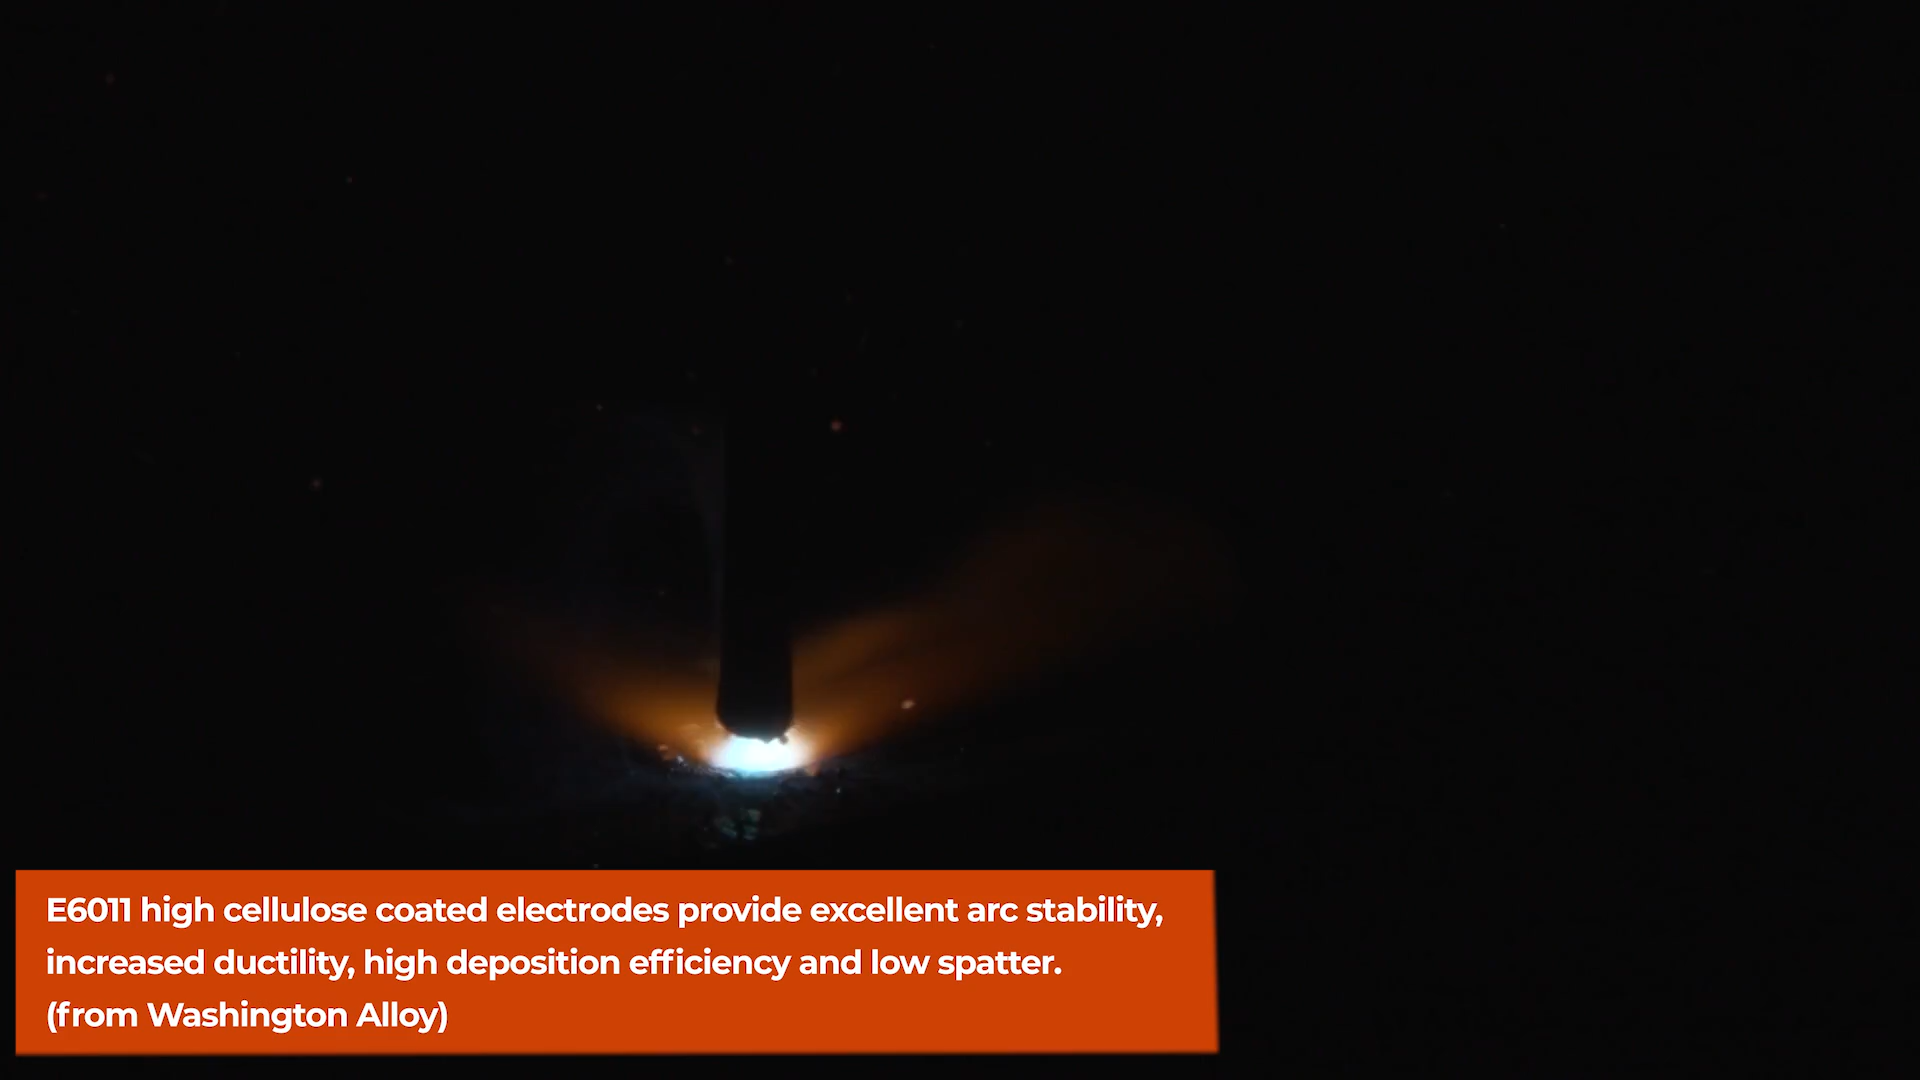 E6011 high cellulose coated electrodes provide excellent arc stability,
increased ductility, high deposition efficiency and low spatter.
(from Washington Alloy)